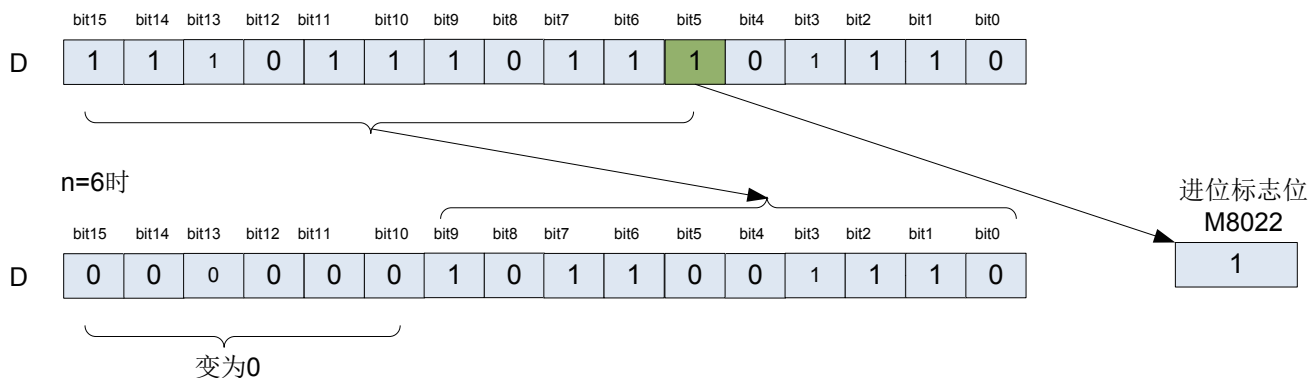 bit15 bit14 bit13 bit12 bit11 bit10 bit9 bit8 bit7 bit6 bit5 bit4 bit3 bit2 bit1 bit0
D 1 1 1 0 1 1 1 0 1 1 1 0 1 1 1 0
n=6时
进位标志位
M8022
bit15 bit14 bit13 bit12 bit11 bit10 bit9 bit8 bit7 bit6 bit5 bit4 bit3 bit2 bit1 bit0
D 0 0 0 0 0 0 1 0 1 1 0 0 1 1 1 0
1
变为0